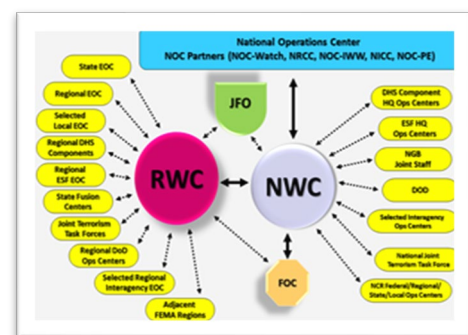 National Operations Center
NOC Partners (NOC-Watch, NRCC, NOC-IWW, NICC, NOC-PE)
State EOC
Regional EOC
Selected
Local EOC
Regional DHS
Components
Regional
ESF EOC
State Fusion
Centers
Joint Terrorism
Task Forces
Regional DoD
Ops Centers
Selected Regional
Interagency EOC
Adjacent
FEMA Regions
JFO
RWC
NWC
FOC
DHS Component
HQ Ops Centers
ESF HQ
Ops Centers
NGB
Joint Staff
DOD
Selected Interagency
Ops Centers
National Joint
Terrorism Task Force
NCR Federal/Regional/
State/Local Ops Centers